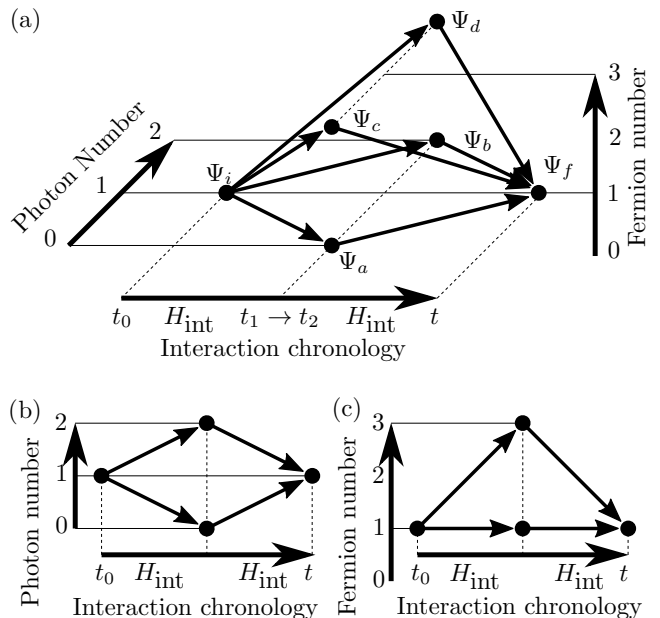 (a)
Ψ_d
3
Photon Number
2
Ψ_c
Ψ_b
2
Ψ_i
Ψ_f
1
1
Fermion number
0
Ψ_a
0
t_0 H_int t_1 → t_2 H_int t
Interaction chronology
(b)
2
1
0
Photon number
t_0 H_int H_int t
Interaction chronology
(c)
3
2
1
0
Fermion number
t_0 H_int H_int t
Interaction chronology